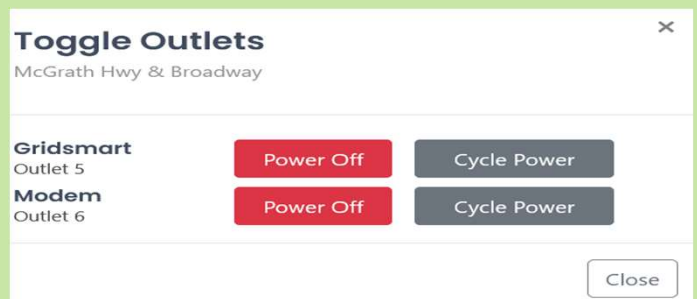 Toggle Outlets
×
McGrath Hwy & Broadway
Gridsmart
Outlet 5
Power Off
Cycle Power
Modem
Outlet 6
Power Off
Cycle Power
Close